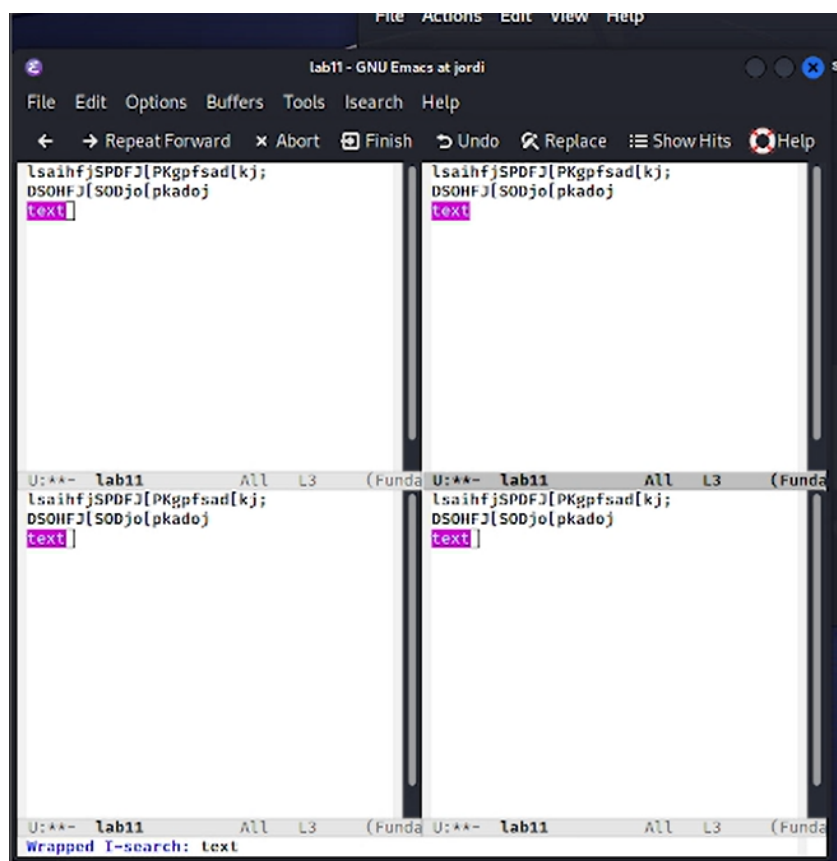 File Actions Edit View Help
lab11 - GNU Emacs at jordi
File Edit Options Buffers Tools Isearch Help
Repeat Forward Abort Finish Undo Replace Show Hits Help
lsaihfjSPDFJ[PKgpfsad[kj;
DSOHFJ[SODjo[pkadoj
text
lsaihfjSPDFJ[PKgpfsad[kj;
DSOHFJ[SODjo[pkadoj
text
U:**- lab11 All L3 (Funda
U:**- lab11 All L3 (Funda
lsaihfjSPDFJ[PKgpfsad[kj;
DSOHFJ[SODjo[pkadoj
text
lsaihfjSPDFJ[PKgpfsad[kj;
DSOHFJ[SODjo[pkadoj
text
U:**- lab11 All L3 (Funda
U:**- lab11 All L3 (Funda
Wrapped I-search: text